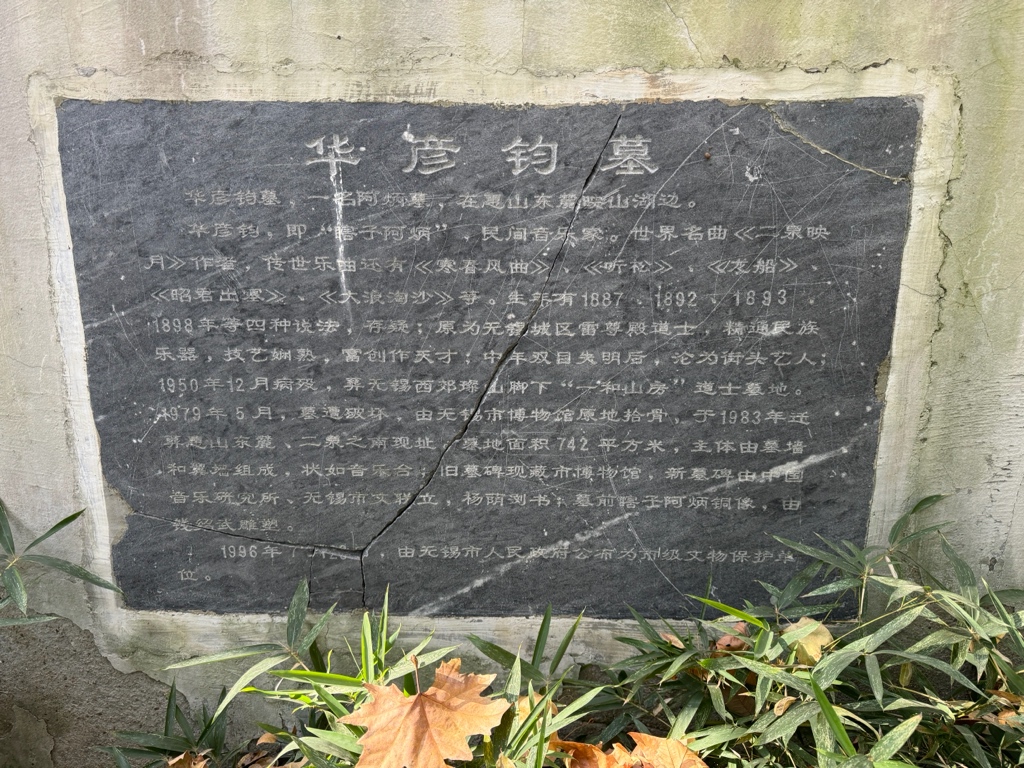 华彦钧墓
华彦钧墓，一名阿炳墓，在惠山东麓映山湖边。
华彦钧，即“瞎子阿炳”，民间音乐家。世界名曲《二泉映
月》作者，传世乐曲还有《寒春风曲》、《听松》、《龙船》、
《昭君出塞》、《大浪淘沙》等。生年有1887、1892、1893、
1898年等四种说法，存疑；原为无锡城区雷尊殿道士，精通民族
乐器，技艺娴熟，富创作天才；中年双目失明后，沦为街头艺人；
1950年12月病殁，葬无锡西郊璨山脚下“一和山房”道士墓地。
1979年5月，墓遭破坏，由无锡市博物馆原地拾骨，于1983年迁
葬惠山东麓、二泉之南现址，墓地面积742平方米，主体由墓墙
和翼墙组成，状如音乐台；旧墓碑现藏市博物馆，新墓碑由中国
音乐研究所、无锡市文联立，杨荫浏书；墓前瞎子阿炳铜像，由
钱绍武雕塑。
1996年，由无锡市人民政府公布为市级文物保护单
位。